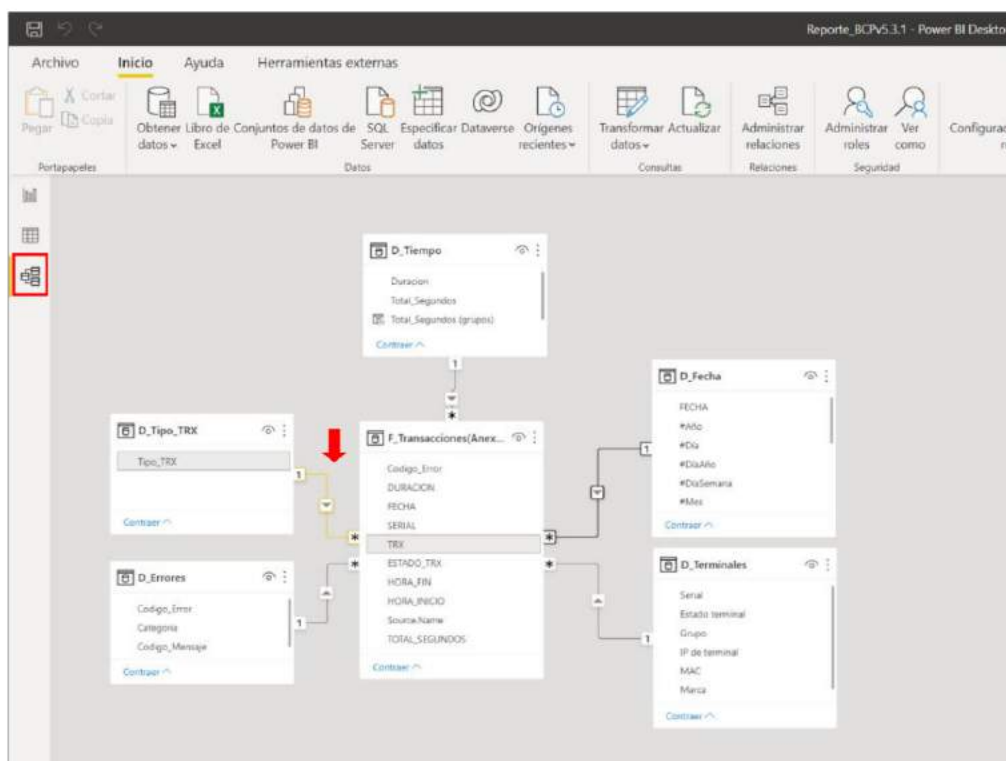 Reporte_BCPv5.3.1 - Power BI Deskto
Archivo Inicio Ayuda Herramientas externas
Pegar
Cortar
Copia
Portapapeles
Obtener datos
Libro de Excel
Conjuntos de datos de Power BI
SQL Server
Especificar datos
Dataverse
Orígenes recientes
Datos
Transformar datos
Actualizar
Consultas
Administrar relaciones
Relaciones
Administrar roles
Ver como
Seguridad
Configura
D_Tiempo
Duracion
Total_Segundos
Total_Segundos (grupos)
Contraer
1
*
D_Tipo_TRX
Tipo_TRX
Contraer
1
*
F_Transacciones(Anex...
Codigo_Error
DURACION
FECHA
SERIAL
TRX
ESTADO_TRX
HORA_FIN
HORA_INICIO
Source.Name
TOTAL_SEGUNDOS
Contraer
D_Fecha
FECHA
#Año
#Día
#DíaAño
#DiaSemana
#Mes
Contraer
1
*
D_Errores
Codigo_Error
Categoria
Codigo_Mensaje
Contraer
1
*
D_Terminales
Serial
Estado terminal
Grupo
IP de terminal
MAC
Marca
Contraer
1
*